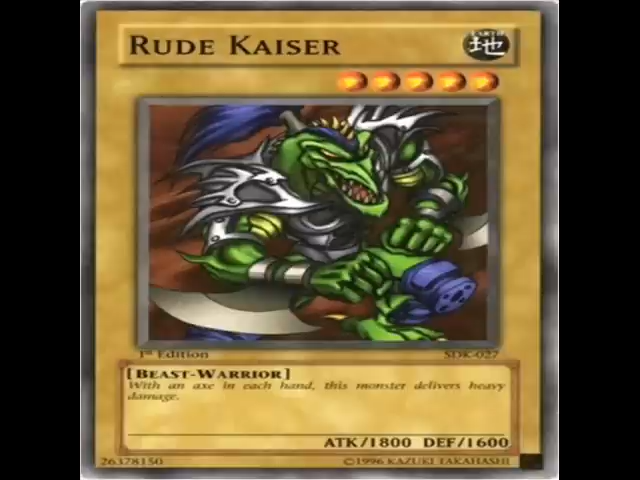 RUDE KAISER
EARTH
地
1st Edition
SDK-027
[BEAST-WARRIOR]
With an axe in each hand, this monster delivers heavy
damage.
ATK/1800 DEF/1600
26378150
©1996 KAZUKI TAKAHASHI